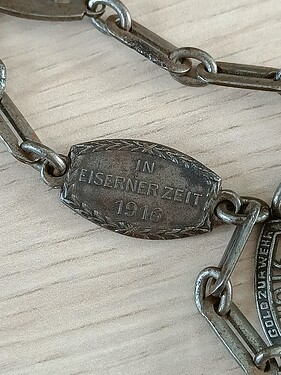 IN
EISERNER ZEIT
1916
GOLD ZUR WEHR